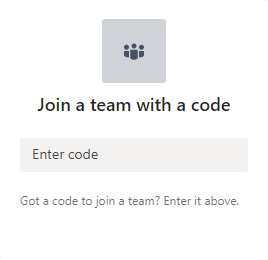 Join a team with a code
Enter code
Got a code to join a team? Enter it above.